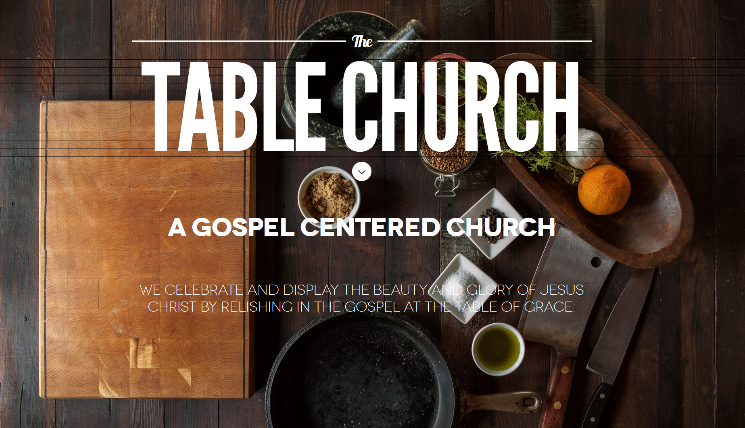 The
TABLE CHURCH
A GOSPEL CENTERED CHURCH
WE CELEBRATE AND DISPLAY THE BEAUTY AND GLORY OF JESUS
CHRIST BY RELISHING IN THE GOSPEL AT THE TABLE OF GRACE.